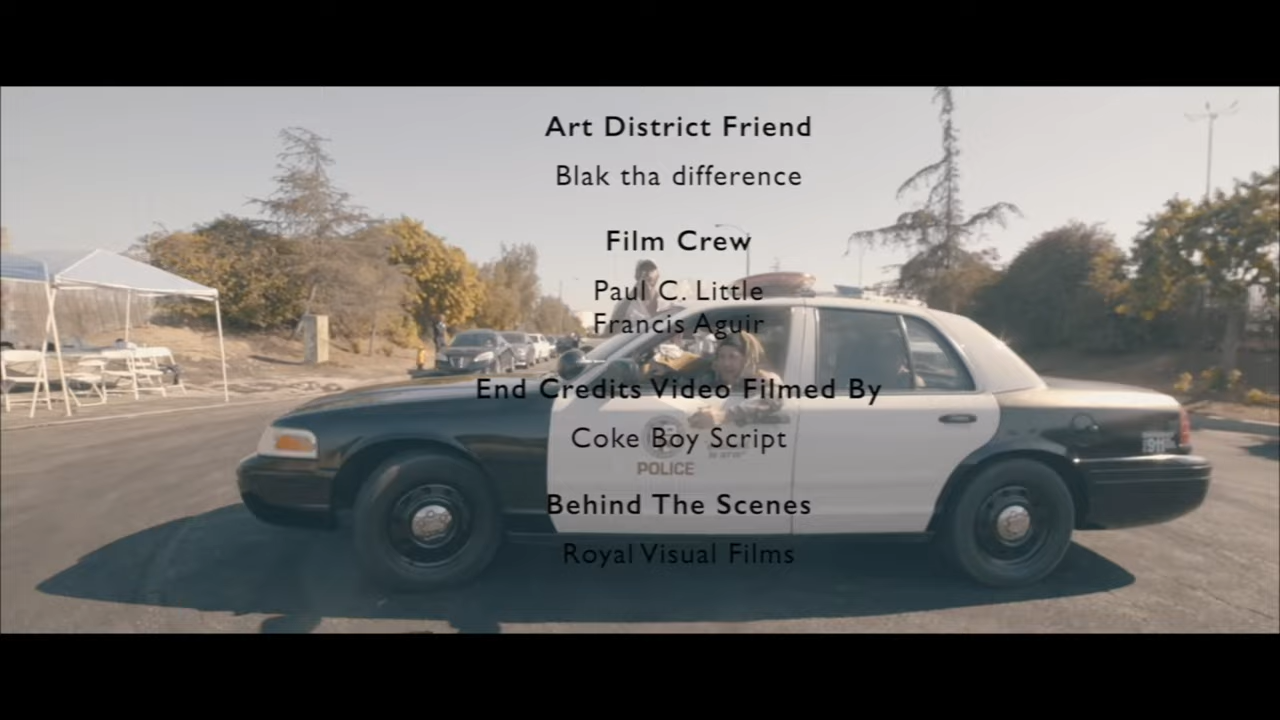 Art District Friend
Blak tha difference
Film Crew
Paul C. Little
Francis Aguir
End Credits Video Filmed By
Coke Boy Script
POLICE
Behind The Scenes
Royal Visual Films
911